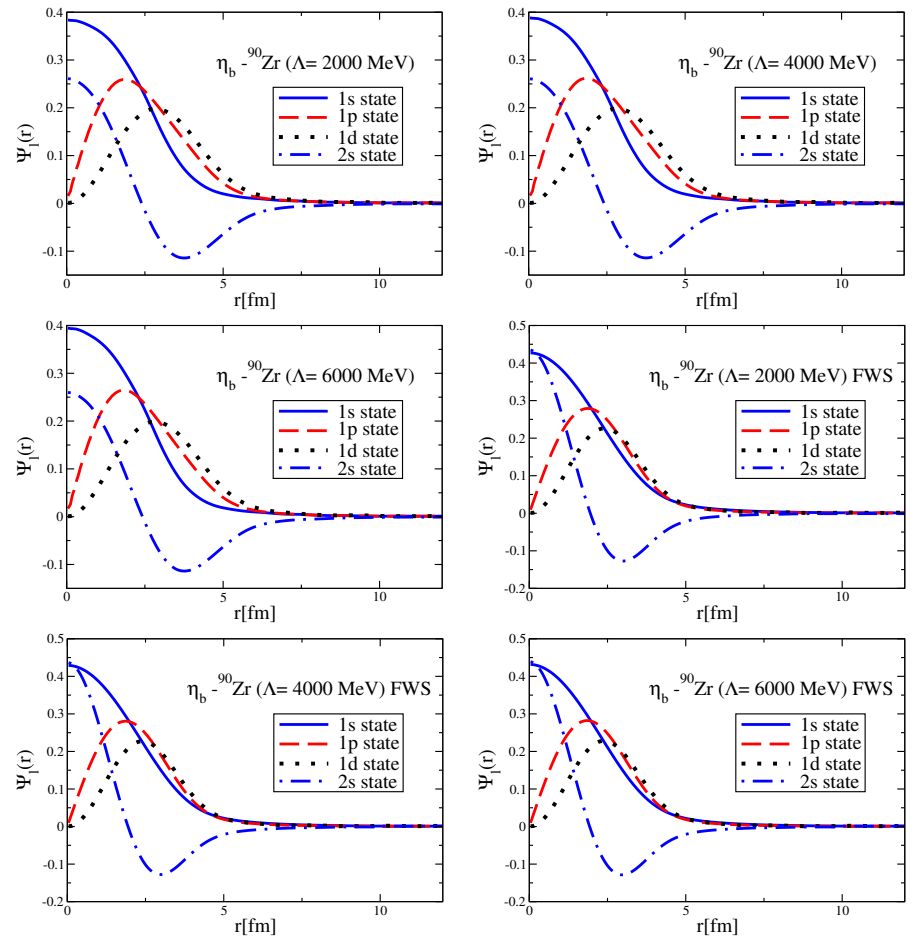 0.4
0.3
0.2
0.1
0
-0.1
Ψ_l(r)
η_b - ^90Zr (Λ= 2000 MeV)
1s state
1p state
1d state
2s state
0 5 10
r[fm]
0.4
0.3
0.2
0.1
0
-0.1
Ψ_l(r)
η_b - ^90Zr (Λ= 4000 MeV)
1s state
1p state
1d state
2s state
0 5 10
r[fm]
0.4
0.3
0.2
0.1
0
-0.1
Ψ_l(r)
η_b - ^90Zr (Λ= 6000 MeV)
1s state
1p state
1d state
2s state
0 5 10
r[fm]
0.5
0.4
0.3
0.2
0.1
0
-0.1
-0.2
Ψ_l(r)
η_b - ^90Zr (Λ= 2000 MeV) FWS
1s state
1p state
1d state
2s state
0 5 10
r[fm]
0.5
0.4
0.3
0.2
0.1
0
-0.1
-0.2
Ψ_l(r)
η_b - ^90Zr (Λ= 4000 MeV) FWS
1s state
1p state
1d state
2s state
0 5 10
r[fm]
0.5
0.4
0.3
0.2
0.1
0
-0.1
-0.2
Ψ_l(r)
η_b - ^90Zr (Λ= 6000 MeV) FWS
1s state
1p state
1d state
2s state
0 5 10
r[fm]